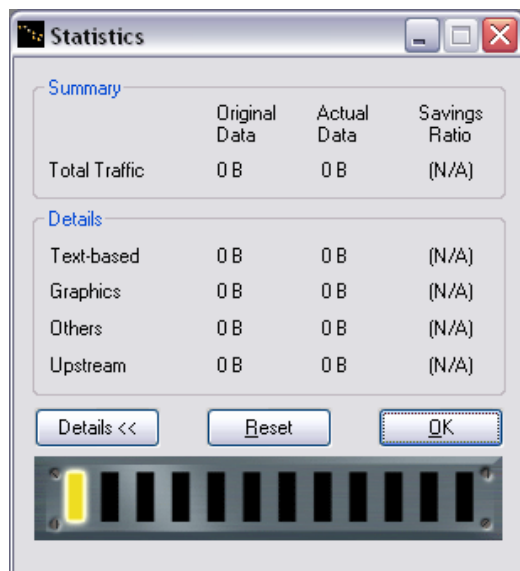 Statistics
Summary
Original Data Actual Data Savings Ratio
Total Traffic 0 B 0 B (N/A)
Details
Text-based 0 B 0 B (N/A)
Graphics 0 B 0 B (N/A)
Others 0 B 0 B (N/A)
Upstream 0 B 0 B (N/A)
Details << Reset OK